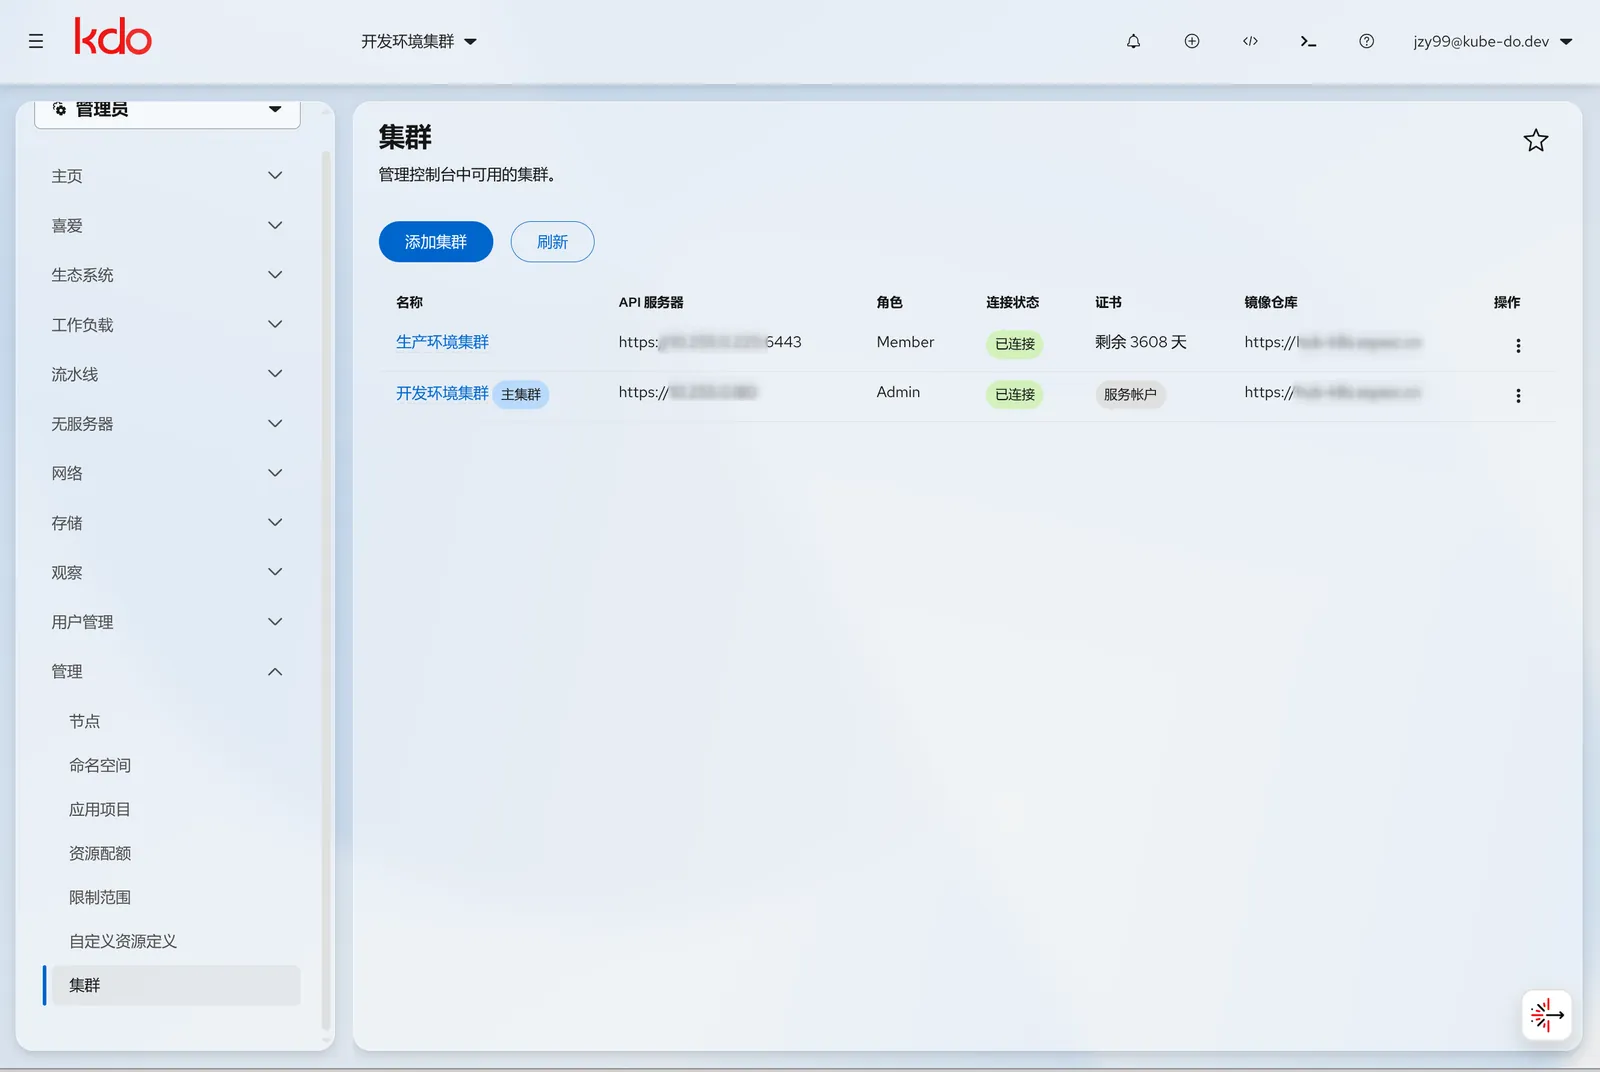 kdo
开发环境集群
jzy99@kube-do.dev
管理员
主页
喜爱
生态系统
工作负载
流水线
无服务器
网络
存储
观察
用户管理
管理
节点
命名空间
应用项目
资源配额
限制范围
自定义资源定义
集群
集群
管理控制台中可用的集群。
添加集群 刷新
名称 API 服务器 角色 连接状态 证书 镜像仓库 操作
生产环境集群 https: 6443 Member 已连接 剩余 3608 天 https://
开发环境集群 主集群 https:// Admin 已连接 服务帐户 https://